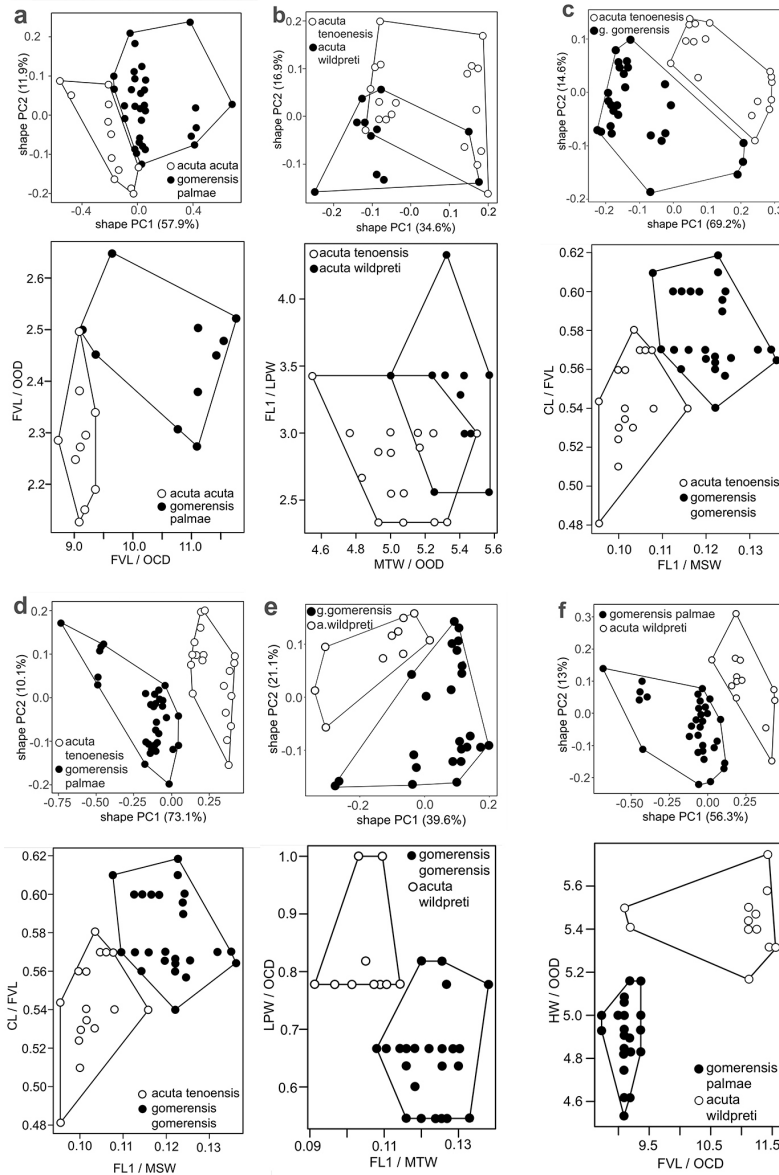 a
shape PC2 (11.9%)
0.2
0.1
0.0
-0.1
-0.2
acuta acuta
gomerensis
palmae
-0.4
0.0
0.4
shape PC1 (57.9%)
b
acuta
tenoenesis
acuta
wildpreti
shape PC2 (16.9%)
0.2
0.1
0.0
-0.1
-0.2
-0.1
0.0
0.1
0.2
shape PC1 (34.6%)
c
acuta tenoenesis
g. gomerensis
shape PC2 (14.6%)
0.1
0.0
-0.1
-0.2
-0.2
-0.1
0.0
0.1
0.2
0.3
shape PC1 (69.2%)
FVL / OOD
2.6
2.5
2.4
2.3
2.2
acuta acuta
gomerensis
palmae
9.0
10.0
11.0
FVL / OCD
acuta tenoensis
acuta wildpreti
FL1 / LPW
4.0
3.5
3.0
2.5
4.6
4.8
5.0
5.2
5.4
5.6
MTW / OOD
CL / FVL
0.62
0.60
0.58
0.56
0.54
0.52
0.50
0.48
acuta tenoensis
gomerensis
gomerensis
0.10
0.11
0.12
0.13
FL1 / MSW
d
shape PC2 (10.1%)
0.2
0.1
0.0
-0.1
-0.2
acuta
tenoenesis
gomerensis
palmae
-0.75
-0.50
-0.25
0.00
0.25
shape PC1 (73.1%)
e
g.gomerensis
a.wildpreti
shape PC2 (21.1%)
0.1
0.0
-0.1
-0.2
0.0
0.2
shape PC1 (39.6%)
f
gomerensis palmae
acuta wildpreti
shape PC2 (13%)
0.3
0.2
0.1
0.0
-0.1
-0.2
-0.50
-0.25
0.00
0.25
shape PC1 (56.3%)
CL / FVL
0.62
0.60
0.58
0.56
0.54
0.52
0.50
0.48
acuta tenoensis
gomerensis
gomerensis
0.10
0.11
0.12
0.13
FL1 / MSW
gomerensis
gomerensis
acuta
wildpreti
LPW / OCD
1.0
0.9
0.8
0.7
0.6
0.09
0.11
0.13
FL1 / MTW
HW / OOD
5.6
5.4
5.2
5.0
4.8
4.6
gomerensis
palmae
acuta
wildpreti
9.5
10.5
11.5
FVL / OCD